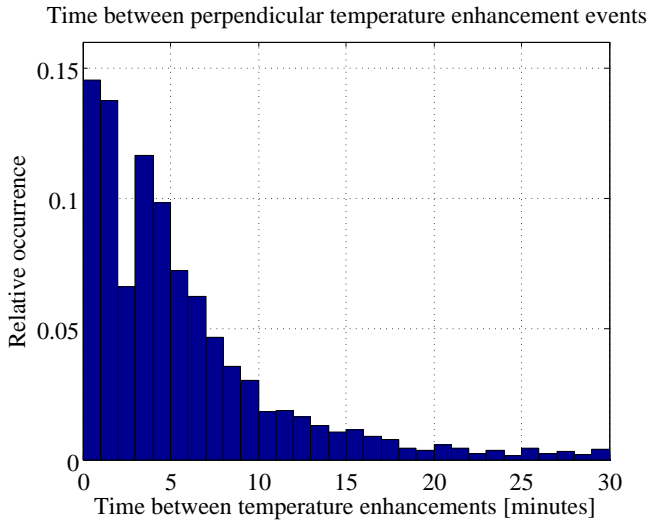 Time between perpendicular temperature enhancement events
Relative occurrence
0.15
0.1
0.05
0
0 5 10 15 20 25 30
Time between temperature enhancements [minutes]